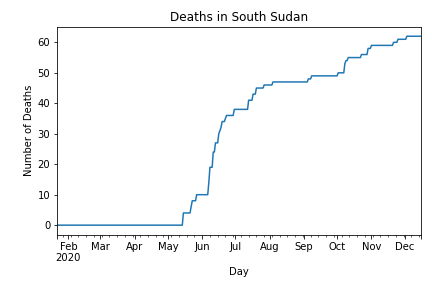 Deaths in South Sudan
Number of Deaths
60
50
40
30
20
10
0
Feb Mar Apr May Jun Jul Aug Sep Oct Nov Dec
2020
Day